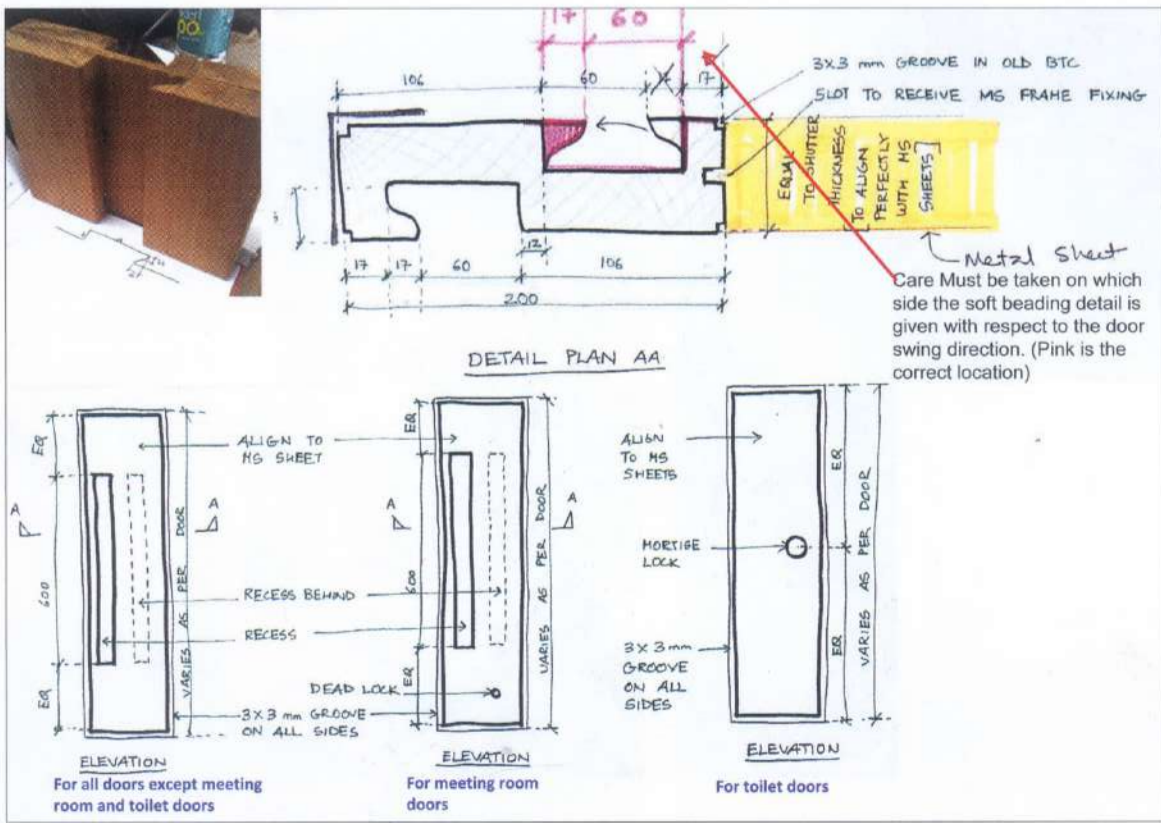 17
60
106
60
17
17
3X3 mm GROOVE IN OLD BTC
SLOT TO RECEIVE MS FRAME FIXING
EQUAL
TO SHUTTER
THICKNESS
[TO ALIGN
PERFECTLY
WITH MS
SHEETS]
Metal Sheet
12
17
17
60
106
200
Care Must be taken on which
side the soft beading detail is
given with respect to the door
swing direction. (Pink is the
correct location)
DETAIL PLAN AA
EQ
600
EQ
A
A
VARIES AS PER DOOR
ALIGN TO
MS SHEET
RECESS BEHIND
RECESS
DEAD LOCK
3X3 mm GROOVE
ON ALL SIDES
ELEVATION
For all doors except meeting
room and toilet doors
EQ
600
EQ
A
A
VARIES AS PER DOOR
ELEVATION
For meeting room
doors
ALIGN
TO MS
SHEETS
MORTISE
LOCK
3X3 mm
GROOVE
ON ALL
SIDES
EQ
EQ
VARIES AS PER DOOR
ELEVATION
For toilet doors